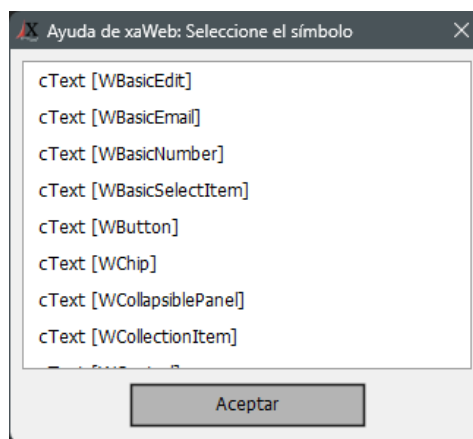 Ayuda de xaWeb: Seleccione el símbolo
cText [WBasicEdit]
cText [WBasicEmail]
cText [WBasicNumber]
cText [WBasicSelectItem]
cText [WButton]
cText [WChip]
cText [WCollapsiblePanel]
cText [WCollectionItem]
Aceptar